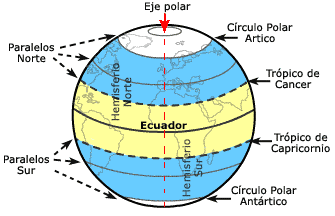 Eje polar
Círculo Polar
Artico
Paralelos
Norte
Trópico de
Cancer
Hemisferio
Norte
Ecuador
Trópico de
Capricornio
Paralelos
Sur
Hemisferio
Sur
Círculo Polar
Antártico